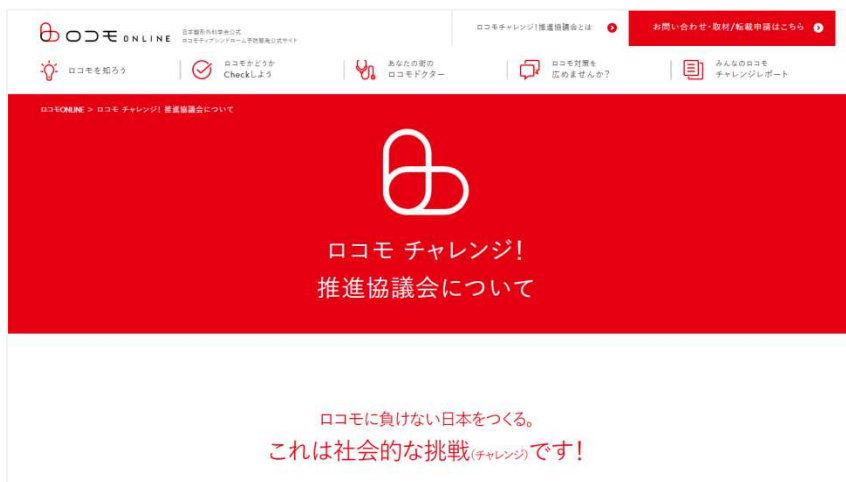 ロコモ ONLINE
日本整形外科学会公式
ロコモティブシンドローム予防啓発公式サイト
ロコモチャレンジ!推進協議会とは
お問い合わせ・取材/転載申請はこちら
ロコモを知ろう
ロコモかどうか
Checkしよう
あなたの街の
ロコモドクター
ロコモ対策を
広めませんか?
みんなのロコモ
チャレンジレポート
ロコモONLINE > ロコモ チャレンジ! 推進協議会について
ロコモ チャレンジ!
推進協議会について
ロコモに負けない日本をつくる。
これは社会的な挑戦(チャレンジ)です!